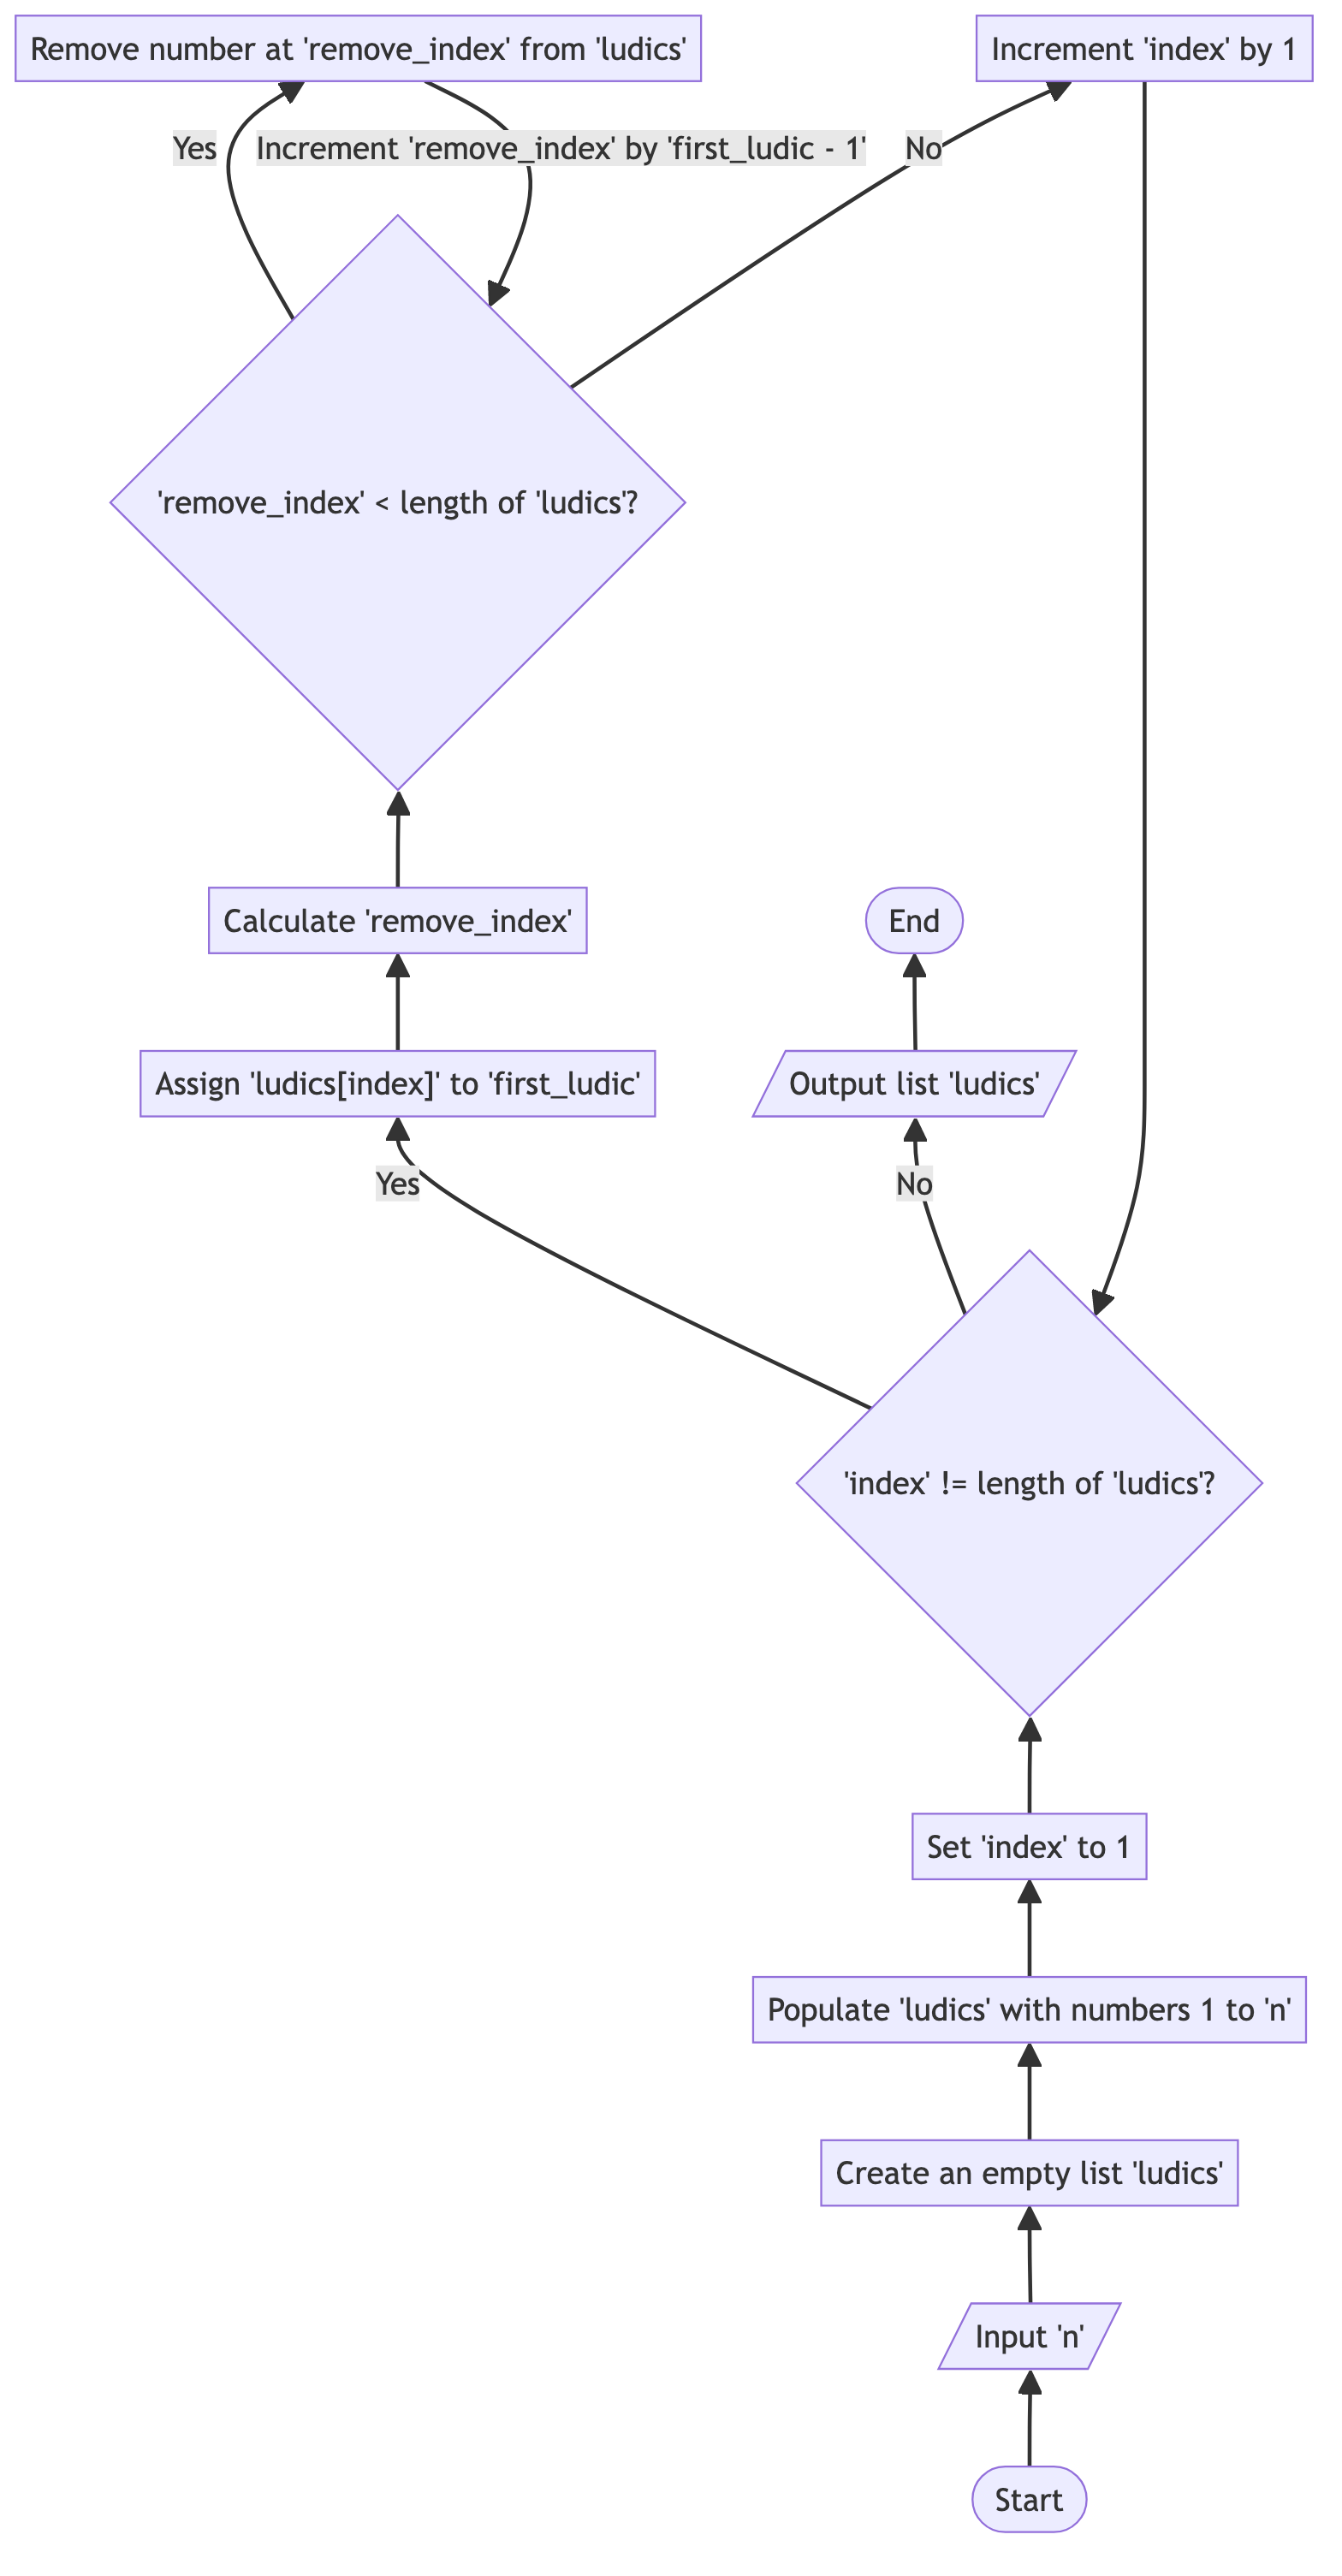 Remove number at 'remove_index' from 'ludics'
Increment 'index' by 1
Yes
Increment 'remove_index' by 'first_ludic - 1'
No
'remove_index' < length of 'ludics'?
Calculate 'remove_index'
End
Assign 'ludics[index]' to 'first_ludic'
Output list 'ludics'
Yes
No
'index' != length of 'ludics'?
Set 'index' to 1
Populate 'ludics' with numbers 1 to 'n'
Create an empty list 'ludics'
Input 'n'
Start